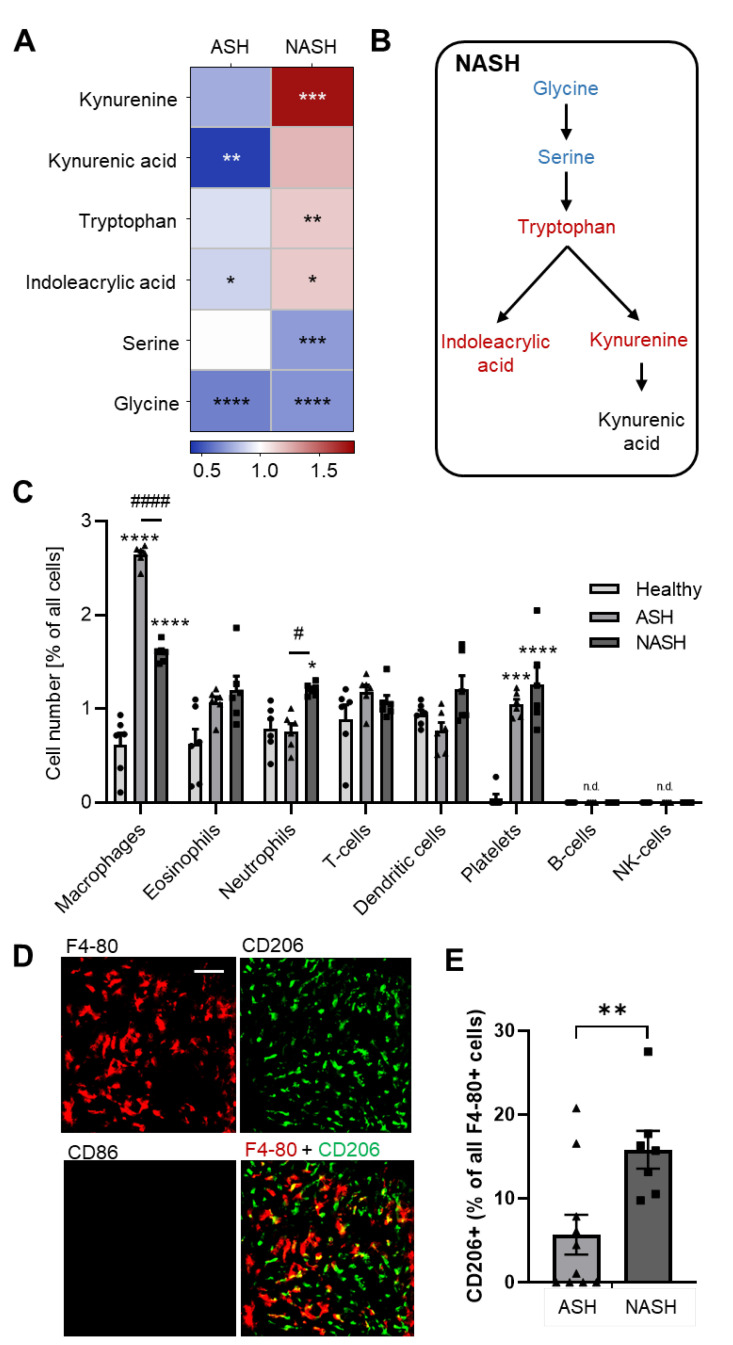 A
ASH NASH
Kynurenine
***
Kynurenic acid
**
Tryptophan
**
Indoleacrylic acid
* *
Serine
***
Glycine
**** ****
0.5 1.0 1.5
B
NASH
Glycine
Serine
Tryptophan
Indoleacrylic
acid
Kynurenine
Kynurenic
acid
C
Cell number [% of all cells]
3
2
1
0
####
****
****
#
*
***
****
n.d.
n.d.
Healthy
ASH
NASH
Macrophages
Eosinophils
Neutrophils
T-cells
Dendritic cells
Platelets
B-cells
NK-cells
D
F4-80
CD206
CD86
F4-80 + CD206
E
CD206+ (% of all F4-80+ cells)
30
20
10
0
**
ASH
NASH